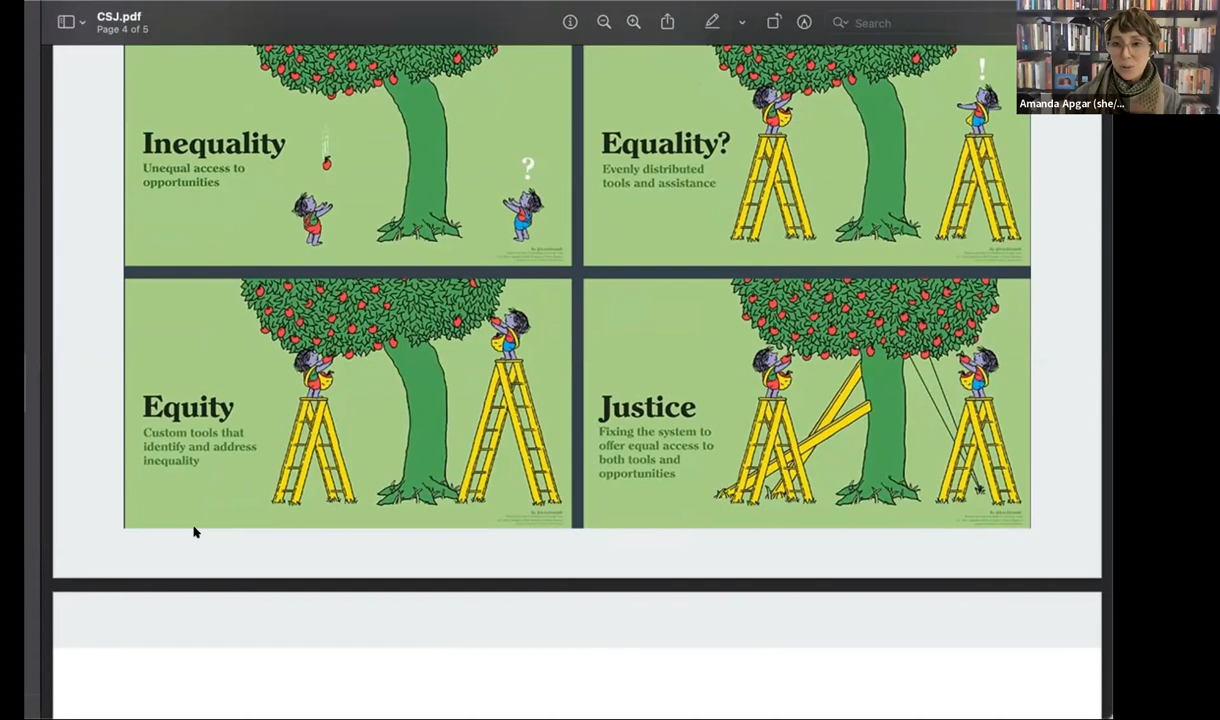 CSJ.pdf
Page 4 of 5
Search
Amanda Apgar (she/...
Inequality
Unequal access to
opportunities
?
Equality?
Evenly distributed
tools and assistance
!
Equity
Custom tools that
identify and address
inequality
Justice
Fixing the system to
offer equal access to
both tools and
opportunities